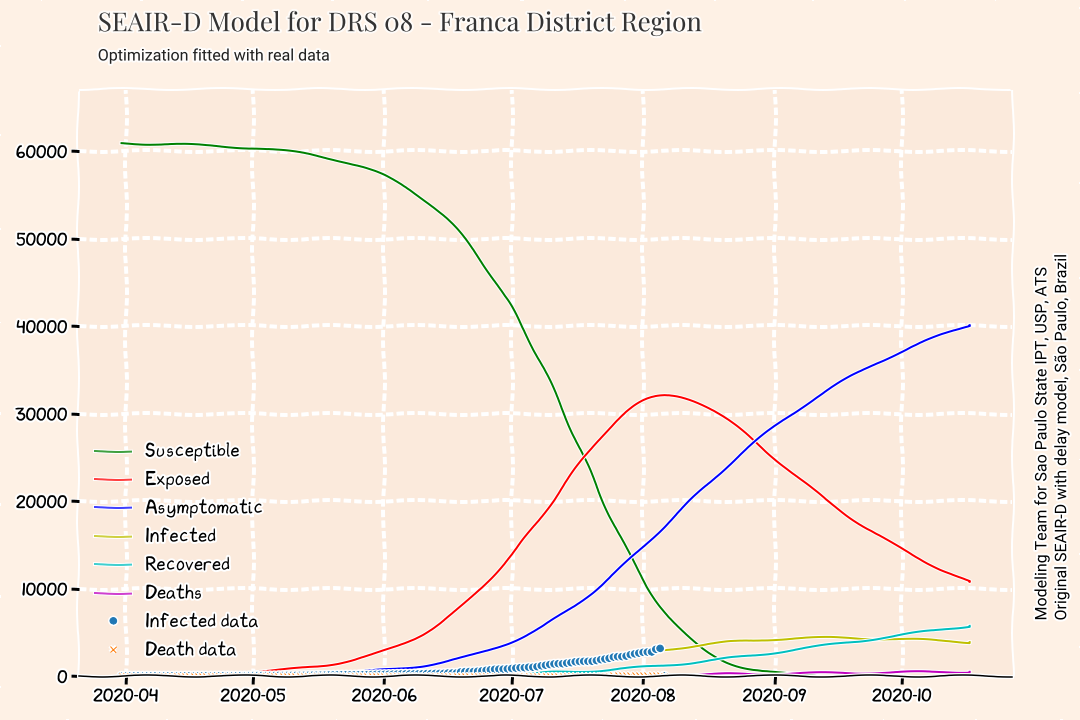 SEAIR-D Model for DRS 08 - Franca District Region
Optimization fitted with real data
60000
50000
40000
30000
20000
10000
0
Susceptible
Exposed
Asymptomatic
Infected
Recovered
Deaths
Infected data
Death data
2020-04
2020-05
2020-06
2020-07
2020-08
2020-09
2020-10
Modeling Team for Sao Paulo State IPT, USP, ATS
Original SEAIR-D with delay model, São Paulo, Brazil